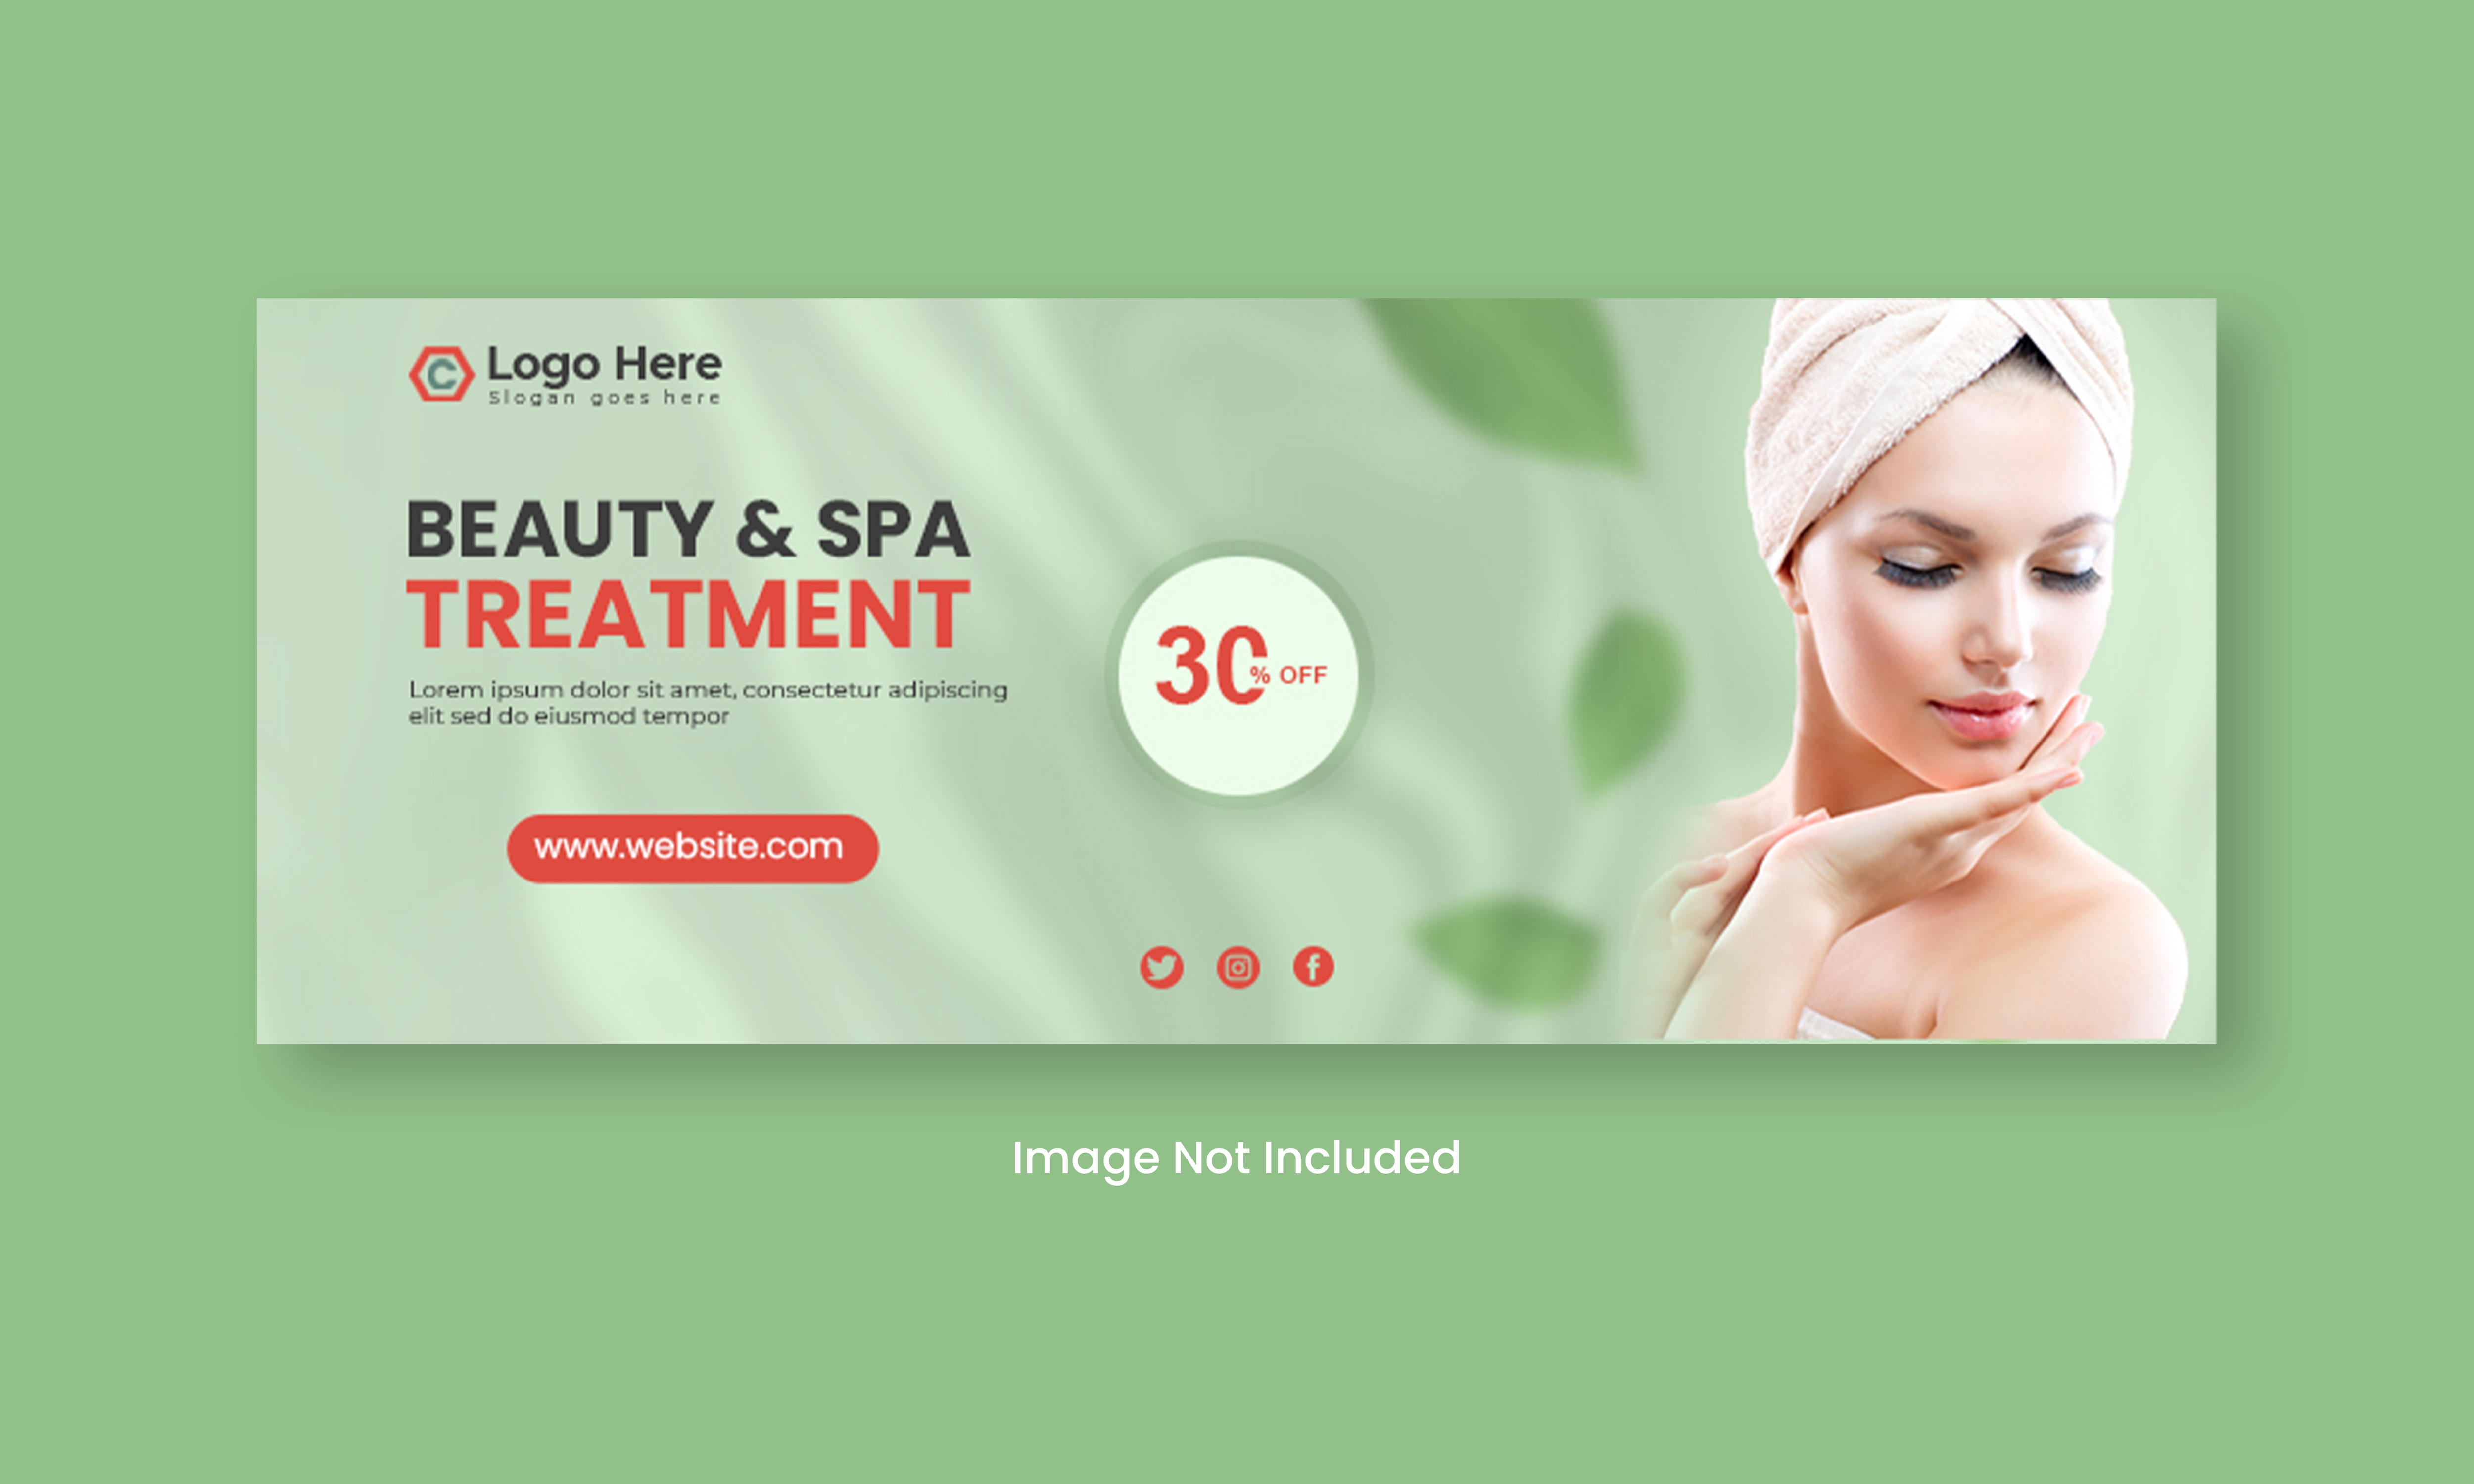 C
Logo Here
Slogan goes here
BEAUTY & SPA
TREATMENT
Lorem ipsum dolor sit amet, consectetur adipiscing
elit sed do eiusmod tempor
30% OFF
www.website.com
Image Not Included